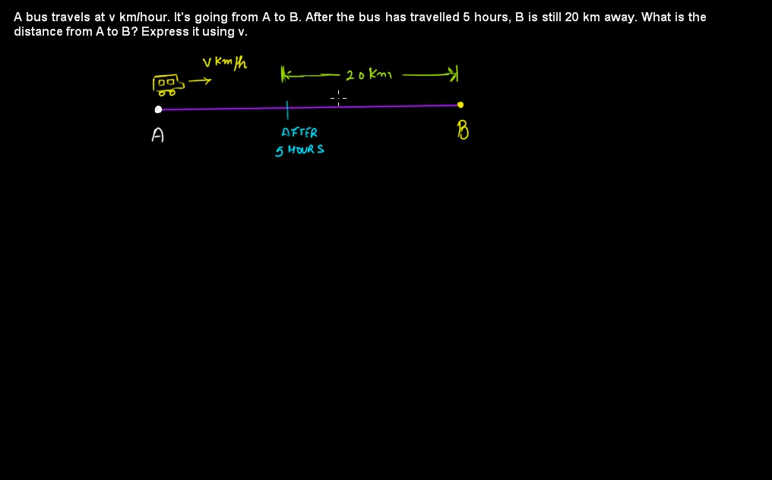 A bus travels at v km/hour. It's going from A to B. After the bus has travelled 5 hours, B is still 20 km away. What is the
distance from A to B? Express it using v.
V Km/h
20 Km
A
AFTER
5 HOURS
B